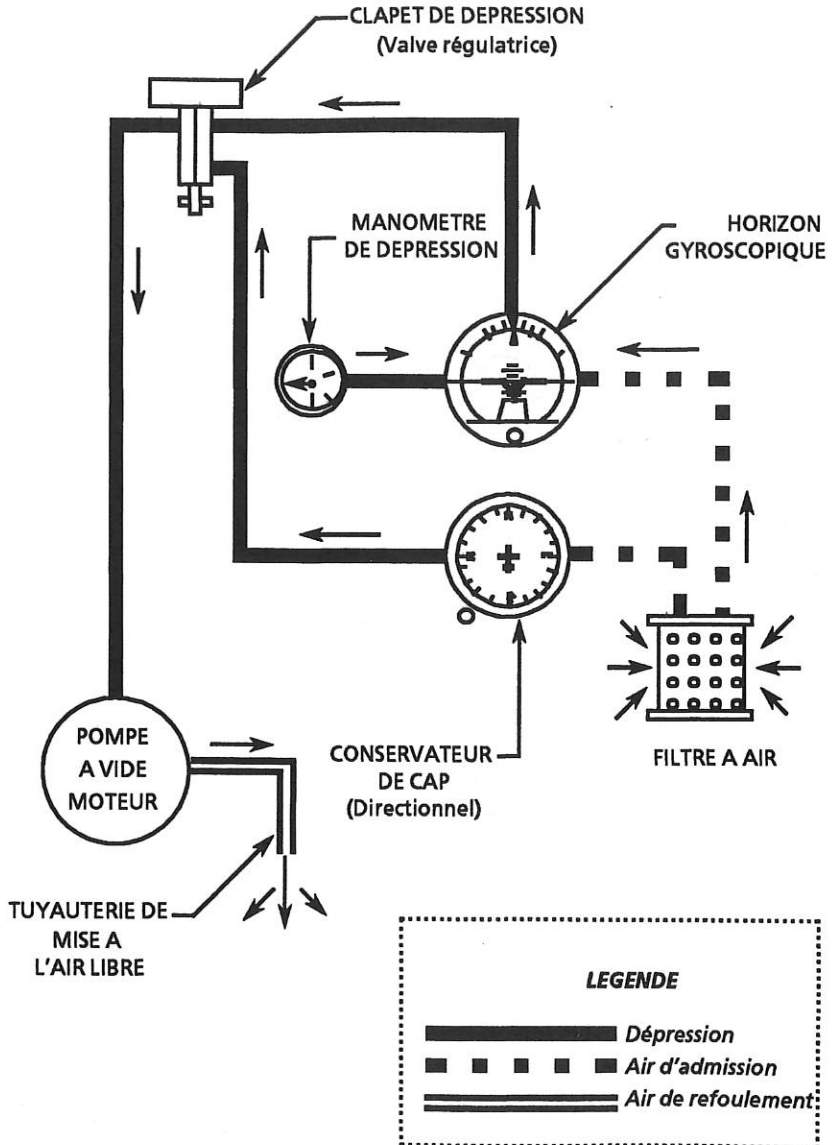 CLAPET DE DEPRESSION
(Valve régulatrice)
MANOMETRE
DE DEPRESSION
HORIZON
GYROSCOPIQUE
POMPE
A VIDE
MOTEUR
CONSERVATEUR
DE CAP
(Directionnel)
FILTRE A AIR
TUYAUTERIE DE
MISE A
L'AIR LIBRE
LEGENDE
Dépression
Air d'admission
Air de refoulement